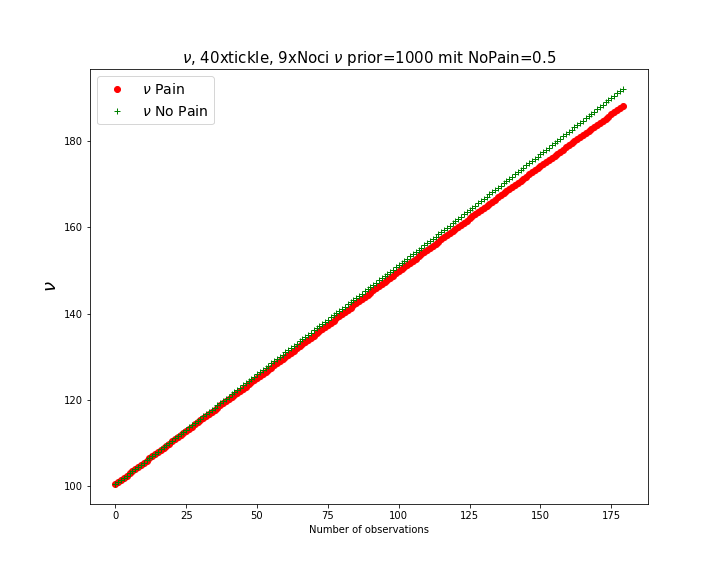 ν, 40xtickle, 9xNoci ν prior=1000 mit NoPain=0.5
ν Pain
ν No Pain
180
160
140
120
100
ν
0 25 50 75 100 125 150 175
Number of observations